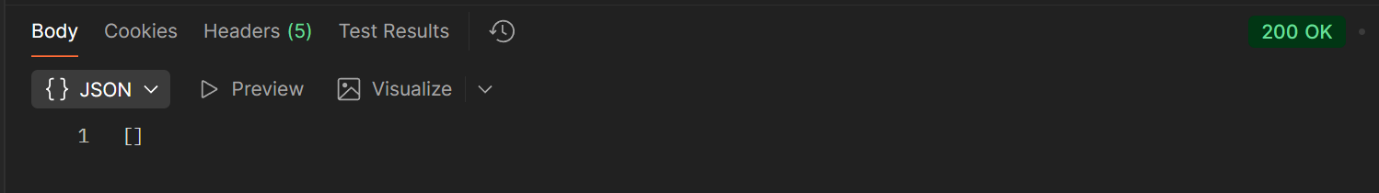 Body Cookies Headers (5) Test Results 200 OK
{} JSON Preview Visualize
1 []